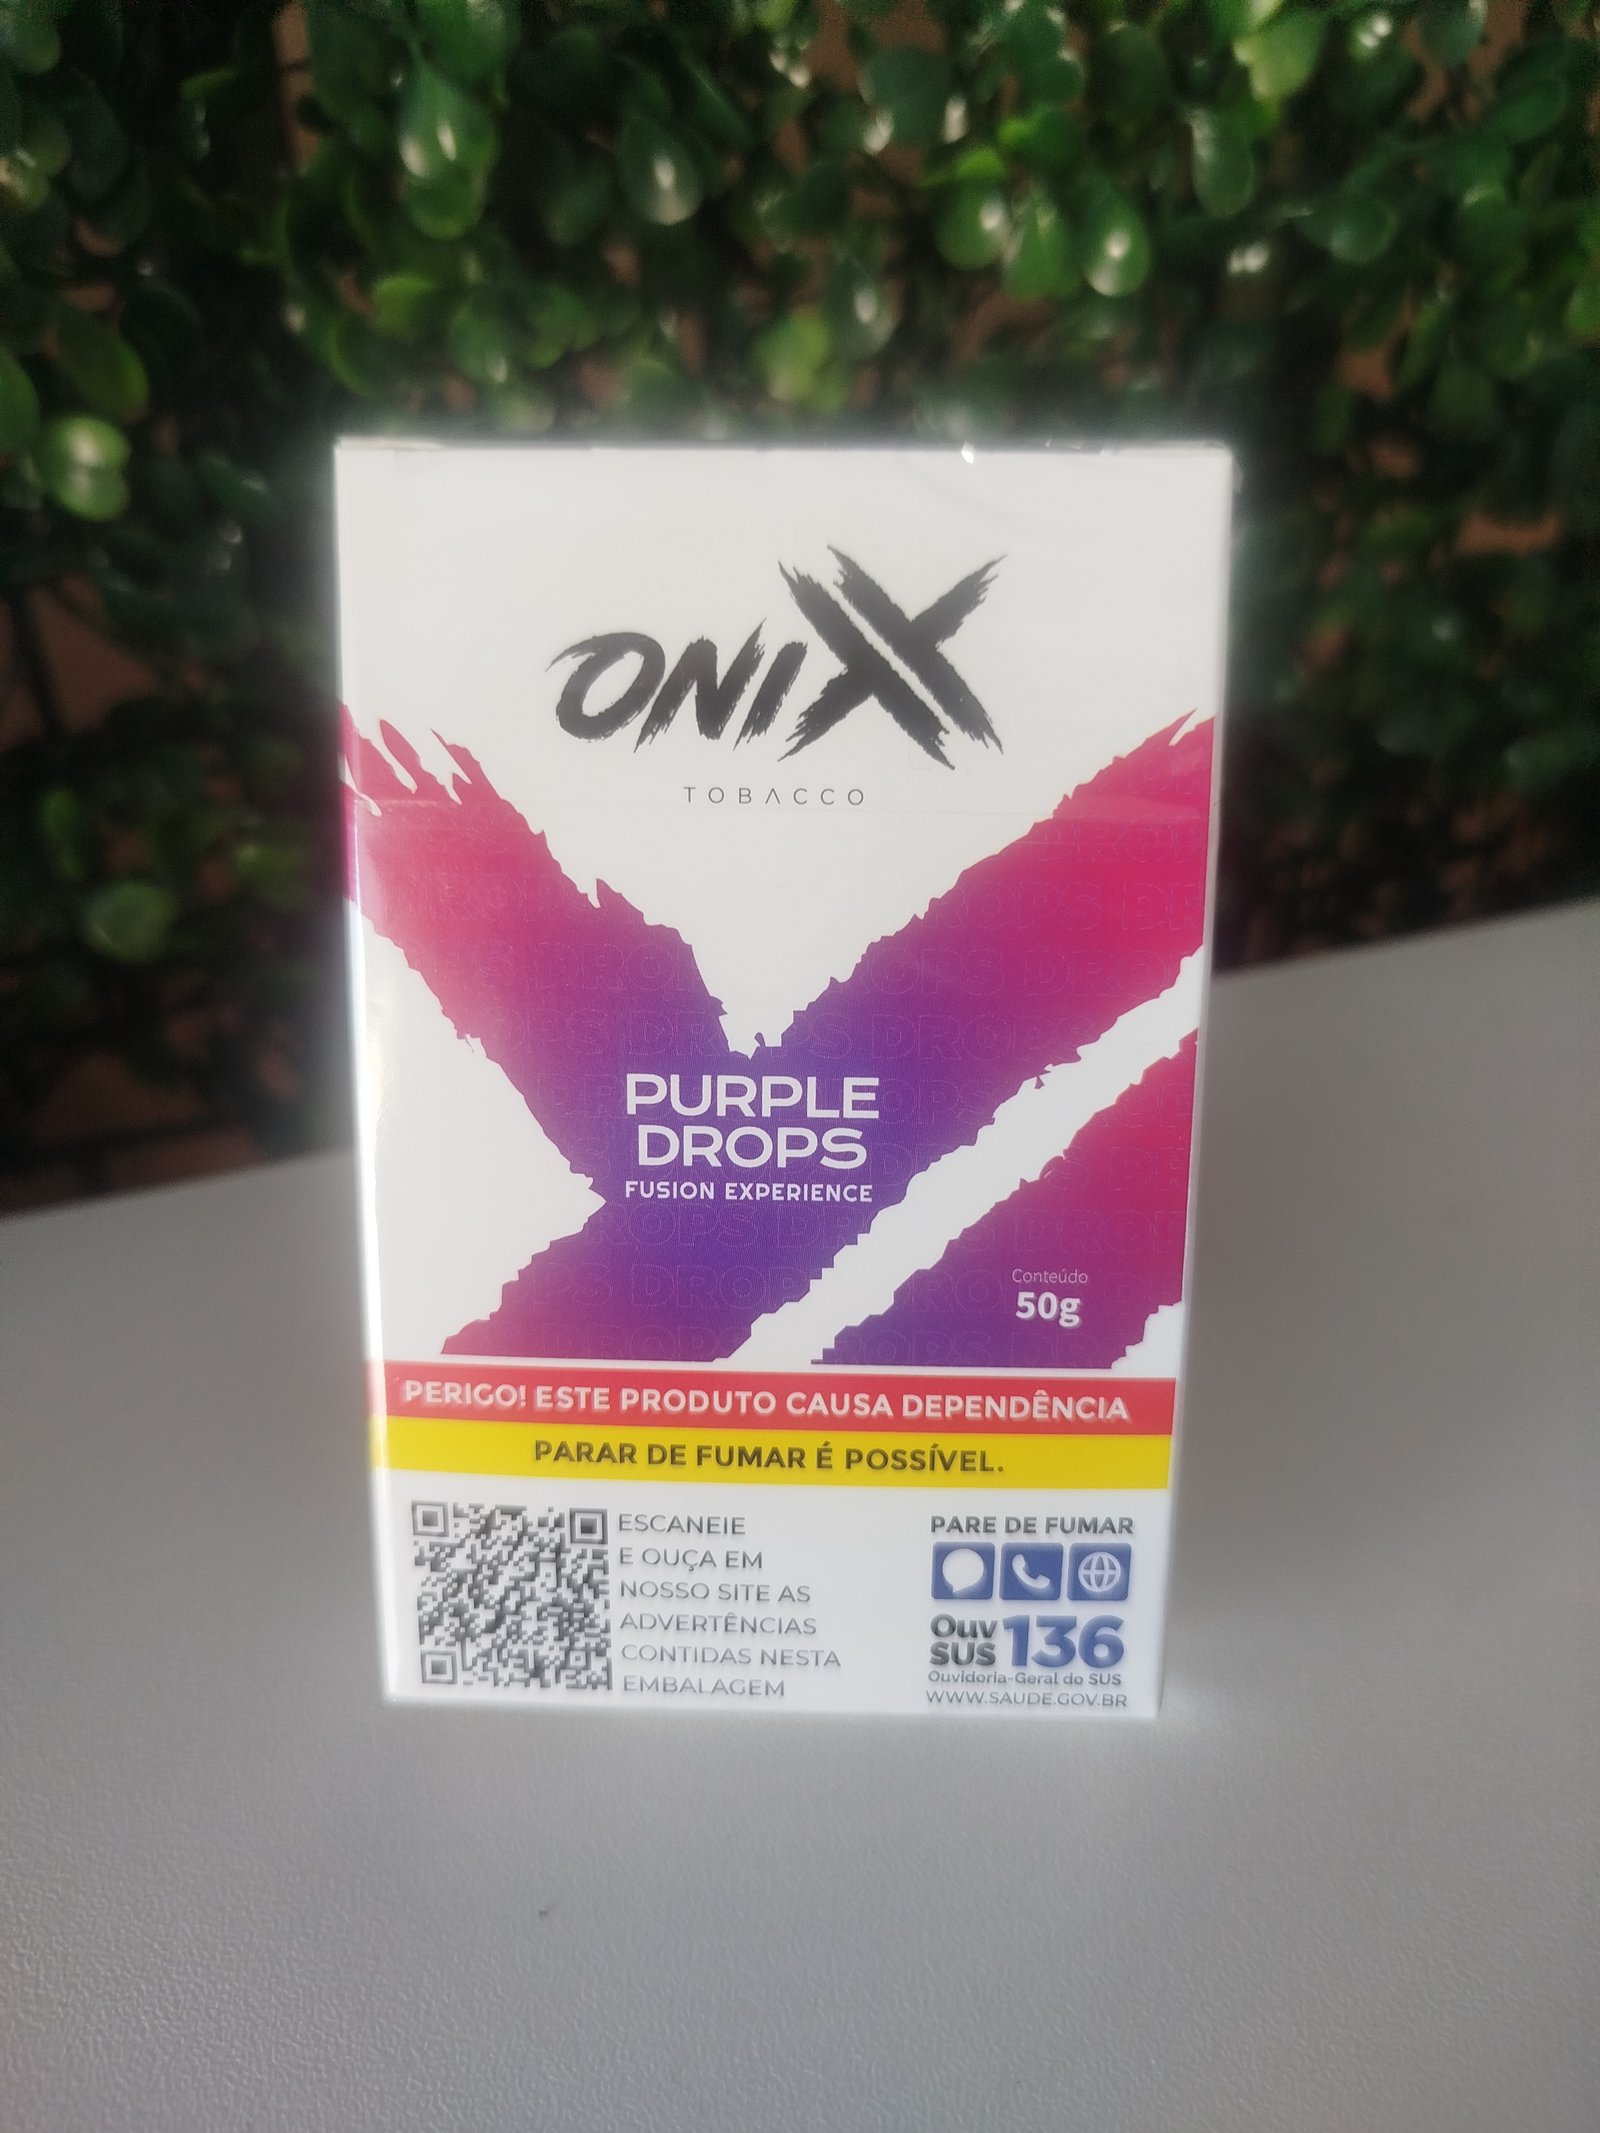 ONIX
TOBACCO
PURPLE
DROPS
FUSION EXPERIENCE
Conteúdo
50g
PERIGO! ESTE PRODUTO CAUSA DEPENDÊNCIA
PARAR DE FUMAR É POSSÍVEL.
ESCANEIE
E OUÇA EM
NOSSO SITE AS
ADVERTÊNCIAS
CONTIDAS NESTA
EMBALAGEM
PARE DE FUMAR
Ouv
SUS 136
Ouvidoria-Geral do SUS
WWW.SAUDE.GOV.BR